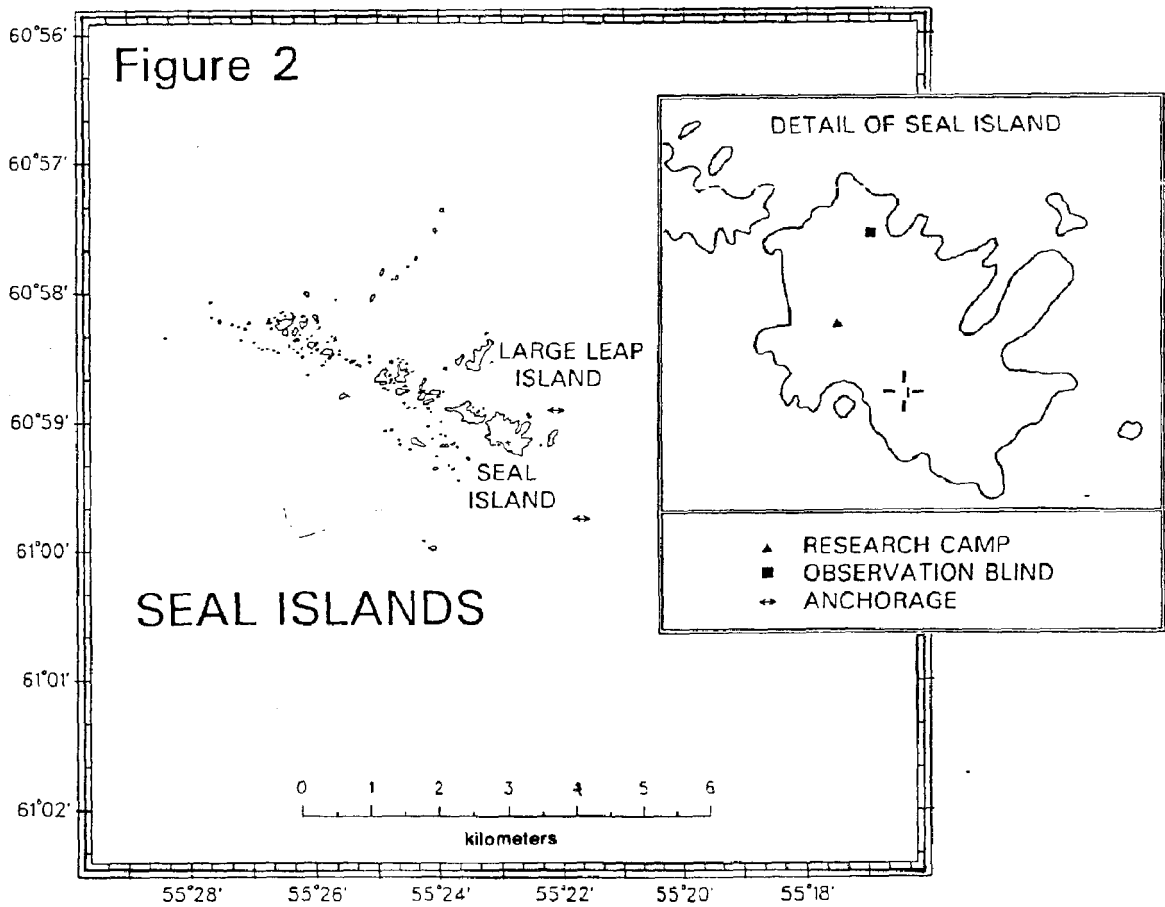 Figure 2
60°56'
60°57'
60°58'
60°59'
61°00'
61°01'
61°02'
LARGE LEAP
ISLAND
SEAL
ISLAND
SEAL ISLANDS
0 1 2 3 4 5 6
kilometers
55°28' 55°26' 55°24' 55°22' 55°20' 55°18'
DETAIL OF SEAL ISLAND
RESEARCH CAMP
OBSERVATION BLIND
ANCHORAGE